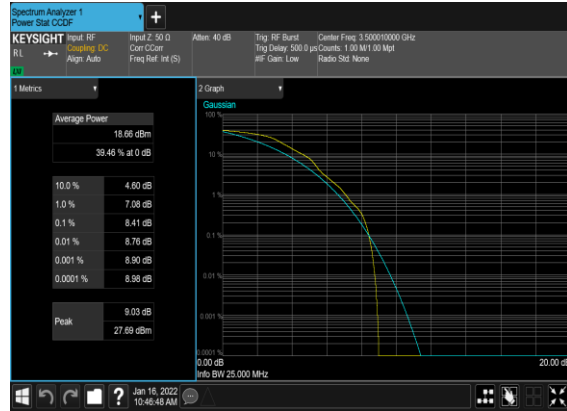 Spectrum Analyzer 1
Power Stat CCDF
+
KEYSIGHT
RL
Input: RF
Coupling: DC
Align: Auto
Input Z: 50 Ω
Corr CCorr
Freq Ref: Int (S)
Atten: 40 dB
Trig: RF Burst
Trig Delay: 500.0 µs
#IF Gain: Low
Center Freq: 3.500010000 GHz
Counts: 1.00 M/1.00 Mpt
Radio Std: None
1 Metrics
Average Power
18.66 dBm
39.46 % at 0 dB
10.0 % 4.60 dB
1.0 % 7.08 dB
0.1 % 8.41 dB
0.01 % 8.76 dB
0.001 % 8.90 dB
0.0001 % 8.98 dB
Peak
9.03 dB
27.69 dBm
2 Graph
Gaussian
100 %
10 %
1 %
0.1 %
0.01 %
0.001 %
0.0001 %
0.00 dB 20.00 dB
Info BW 25.000 MHz
?
Jan 16, 2022
10:46:48 AM